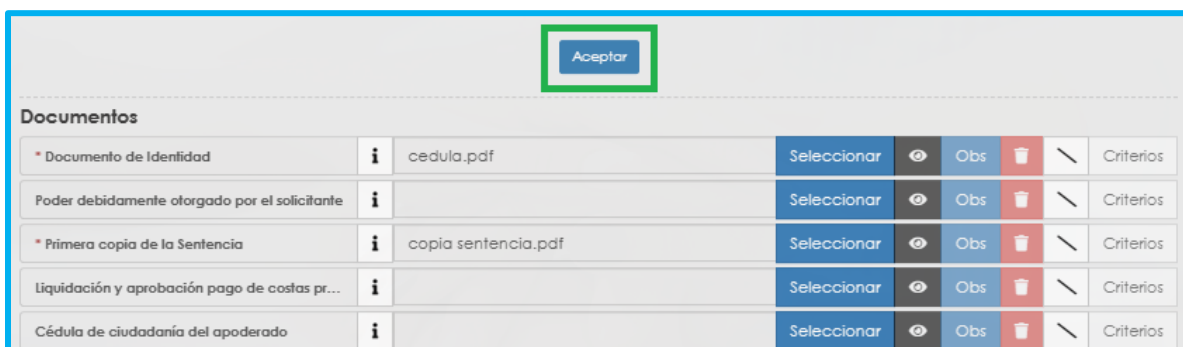 Aceptar
Documentos
* Documento de Identidad i cedula.pdf Seleccionar Obs Criterios
Poder debidamente otorgado por el solicitante i Seleccionar Obs Criterios
* Primera copia de la Sentencia i copia sentencia.pdf Seleccionar Obs Criterios
Liquidación y aprobación pago de costas pr... i Seleccionar Obs Criterios
Cédula de ciudadanía del apoderado i Seleccionar Obs Criterios